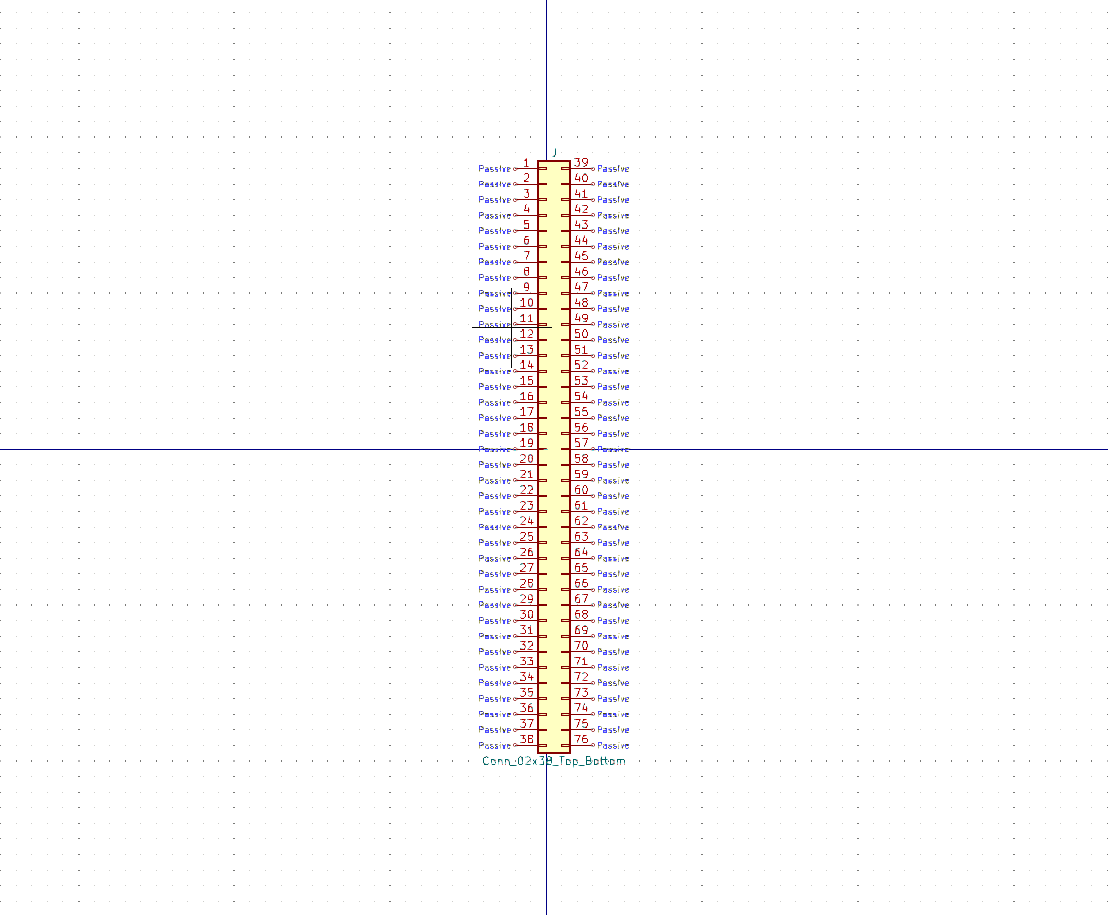 J
Passive 1 39 Passive
Passive 2 40 Passive
Passive 3 41 Passive
Passive 4 42 Passive
Passive 5 43 Passive
Passive 6 44 Passive
Passive 7 45 Passive
Passive 8 46 Passive
Passive 9 47 Passive
Passive 10 48 Passive
Passive 11 49 Passive
Passive 12 50 Passive
Passive 13 51 Passive
Passive 14 52 Passive
Passive 15 53 Passive
Passive 16 54 Passive
Passive 17 55 Passive
Passive 18 56 Passive
Passive 19 57 Passive
Passive 20 58 Passive
Passive 21 59 Passive
Passive 22 60 Passive
Passive 23 61 Passive
Passive 24 62 Passive
Passive 25 63 Passive
Passive 26 64 Passive
Passive 27 65 Passive
Passive 28 66 Passive
Passive 29 67 Passive
Passive 30 68 Passive
Passive 31 69 Passive
Passive 32 70 Passive
Passive 33 71 Passive
Passive 34 72 Passive
Passive 35 73 Passive
Passive 36 74 Passive
Passive 37 75 Passive
Passive 38 76 Passive
Conn_02x38_Top_Bottom